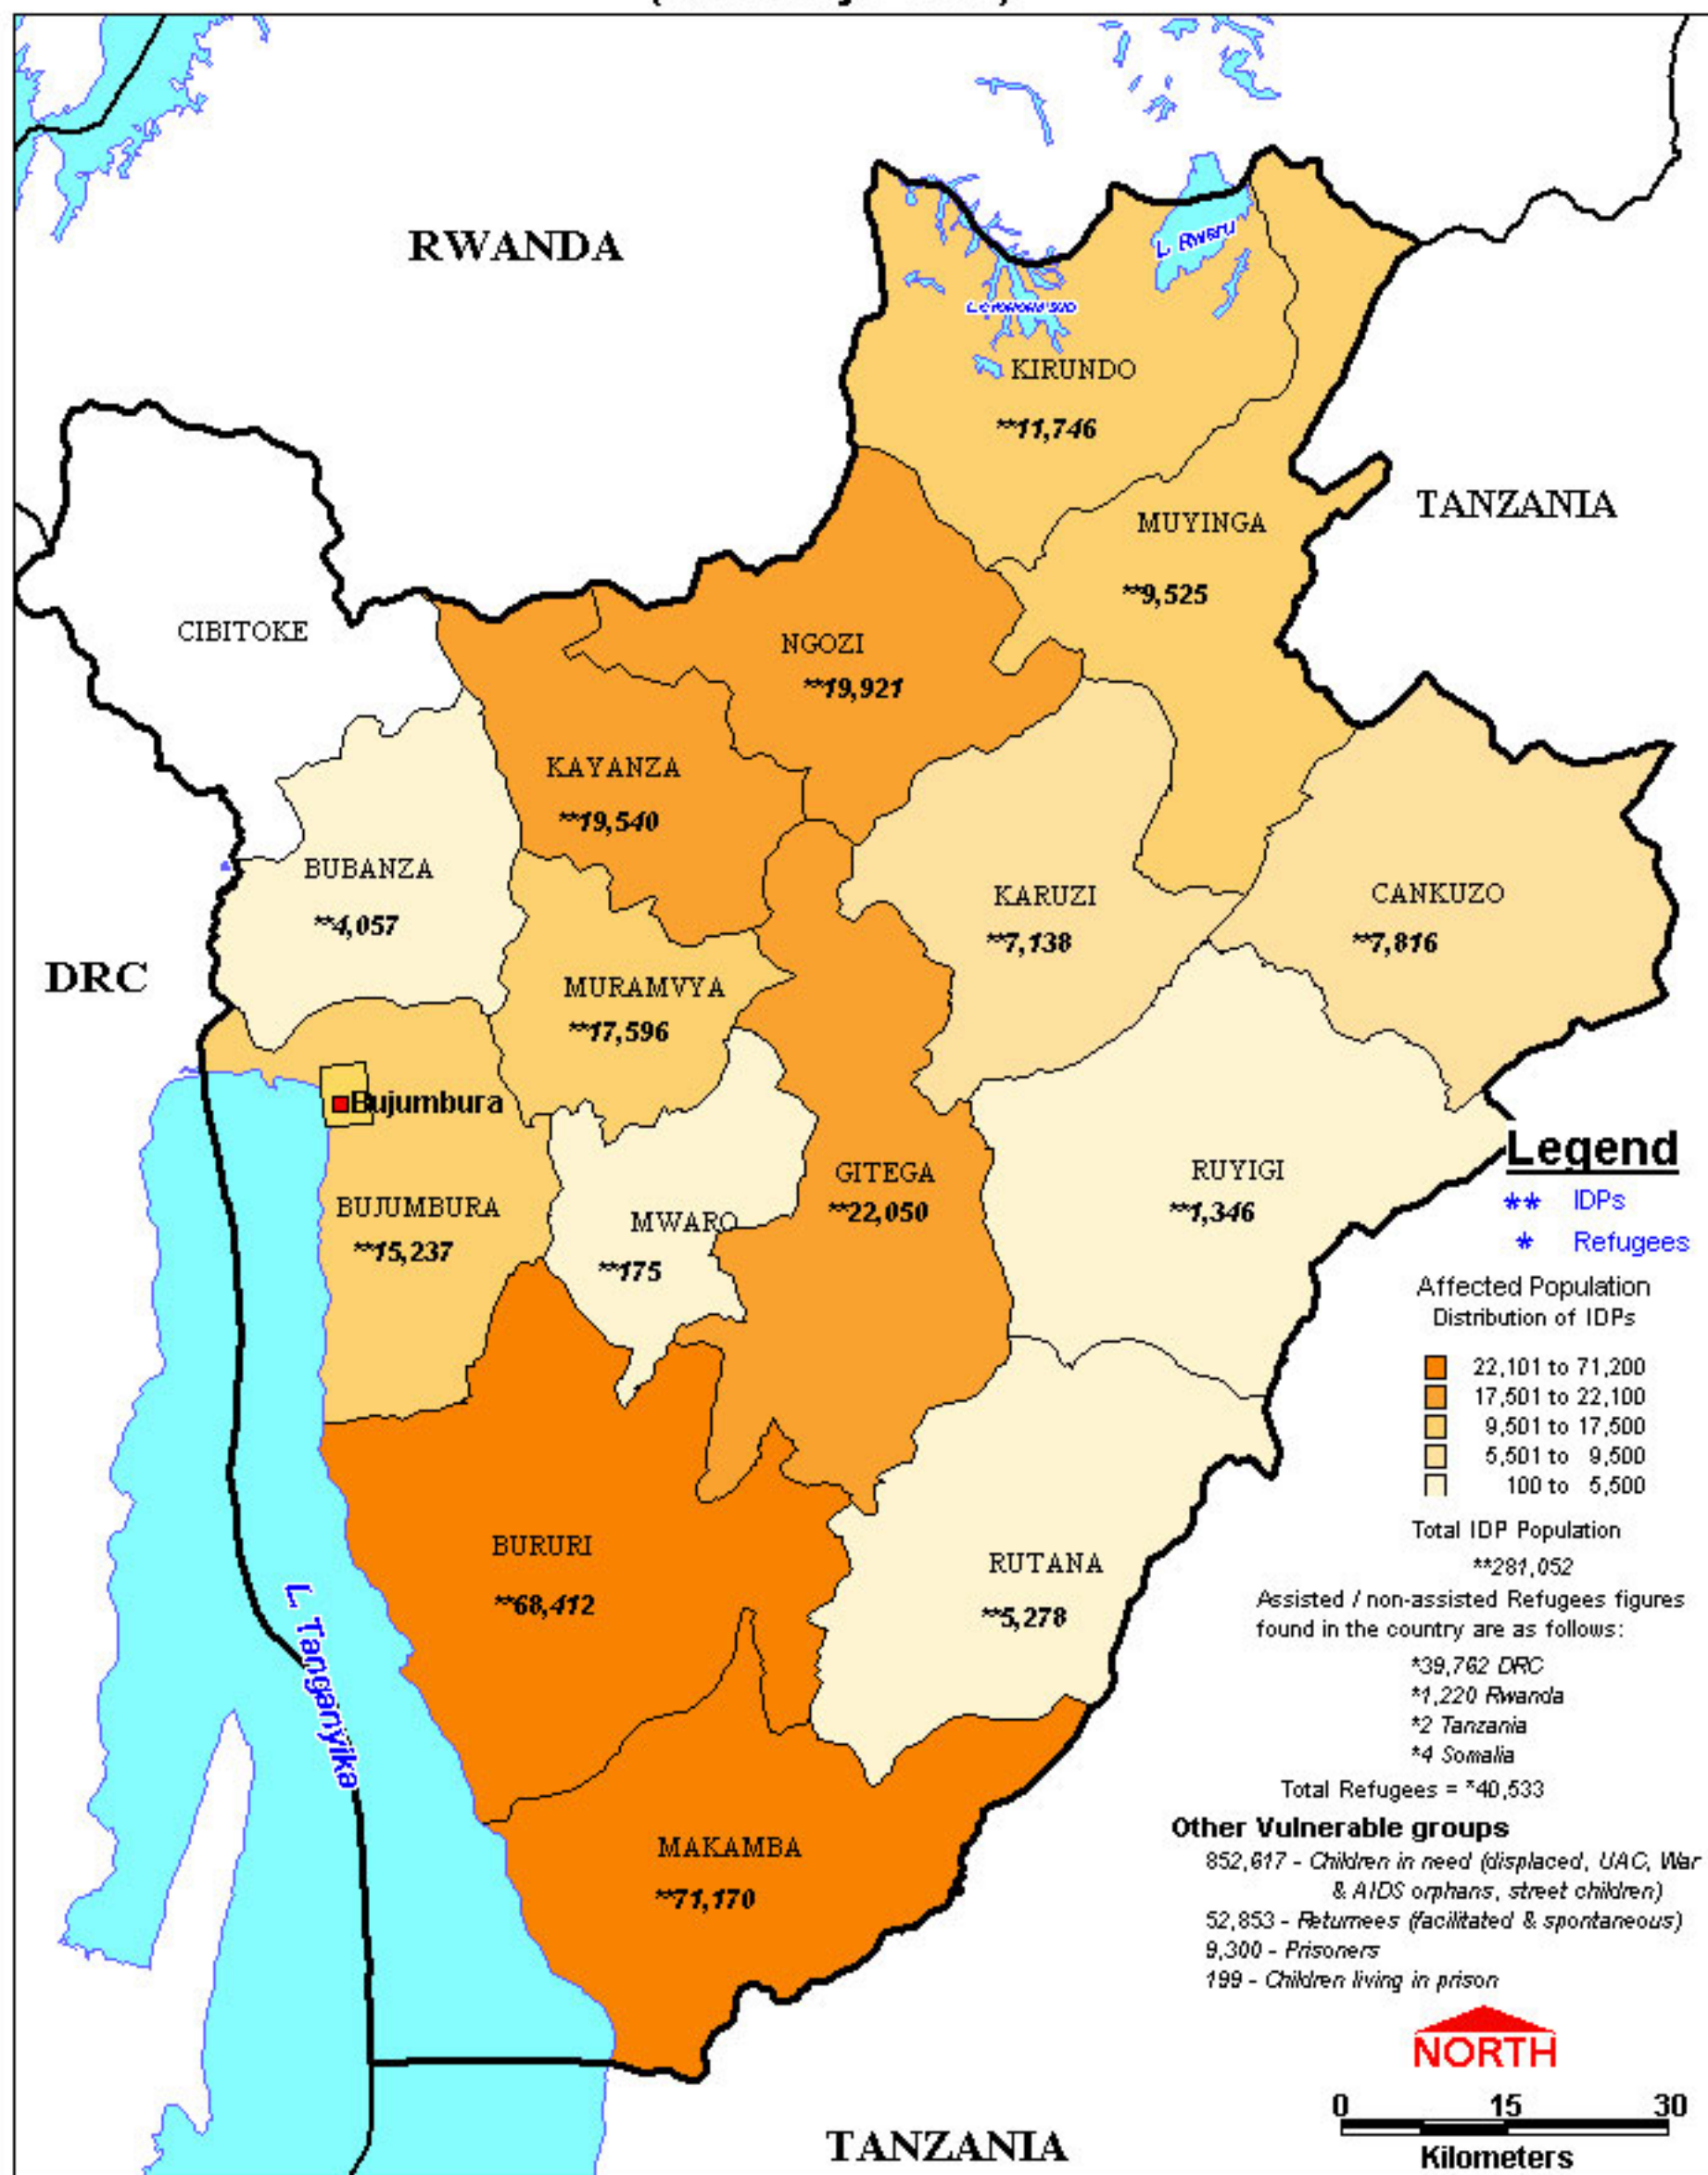 RWANDA
L. Rweru
KIRUNDO
**11,746
TANZANIA
MUYINGA
**9,525
CIBITOKE
NGOZI
**19,921
KAYANZA
**19,540
BUBANZA
**4,057
KARUZI
**7,138
CANKUZO
**7,816
DRC
MURAMVYA
**17,596
Bujumbura
BUJUMBURA
**15,237
MWARO
**175
GITEGA
**22,050
RUYIGI
**1,346
BURURI
**68,412
RUTANA
**5,278
L. Tanganyika
MAKAMBA
**71,170
TANZANIA
Legend
** IDPs
* Refugees
Affected Population
Distribution of IDPs
22,101 to 71,200
17,501 to 22,100
9,501 to 17,500
5,501 to 9,500
100 to 5,500
Total IDP Population
**281,052
Assisted / non-assisted Refugees figures
found in the country are as follows:
*39,762 DRC
*1,220 Rwanda
*2 Tanzania
*4 Somalia
Total Refugees = *40,533
Other Vulnerable groups
852,617 - Children in need (displaced, UAC, War
& AIDS orphans, street children)
52,853 - Returnees (facilitated & spontaneous)
9,300 - Prisoners
199 - Children living in prison
NORTH
0 15 30
Kilometers